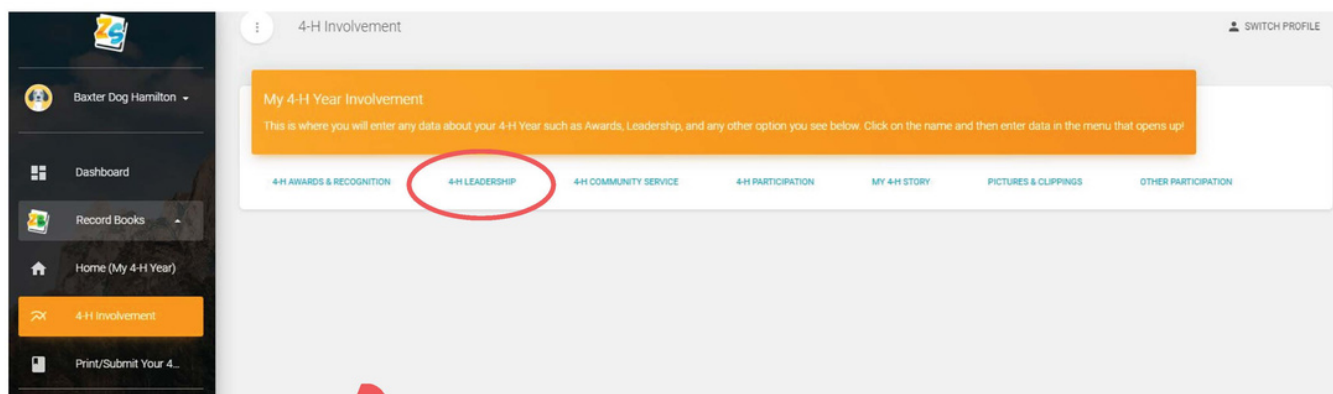 ZS
4-H Involvement
SWITCH PROFILE
Baxter Dog Hamilton
My 4-H Year Involvement
This is where you will enter any data about your 4-H Year such as Awards, Leadership, and any other option you see below. Click on the name and then enter data in the menu that opens up!
4-H AWARDS & RECOGNITION
4-H LEADERSHIP
4-H COMMUNITY SERVICE
4-H PARTICIPATION
MY 4-H STORY
PICTURES & CLIPPINGS
OTHER PARTICIPATION
Dashboard
Record Books
Home (My 4-H Year)
4-H Involvement
Print/Submit Your 4...